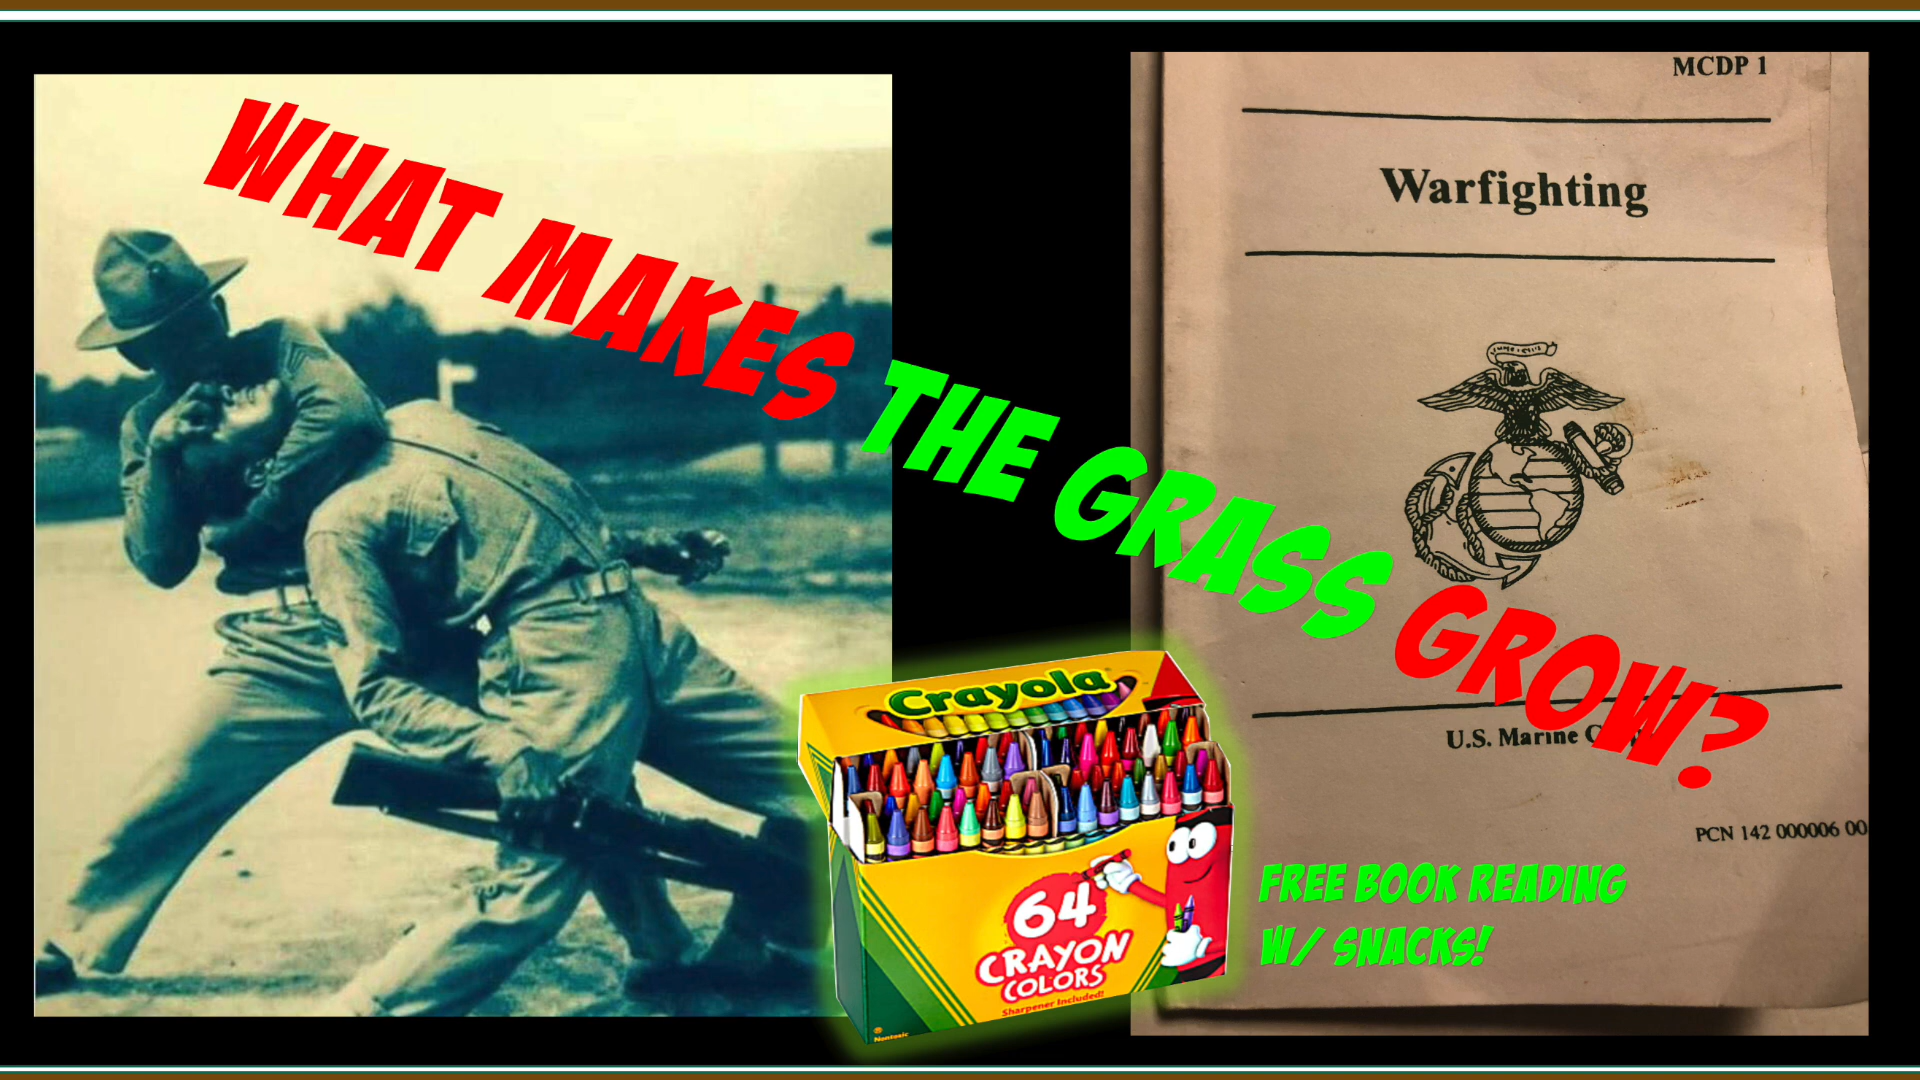 WHAT MAKES THE GRASS GROW?
MCDP 1
Warfighting
U.S. Marine
PCN 142 000006 00
Crayola
64
CRAYON
COLORS
Sharpener Included!
Nontoxic
FREE BOOK READING
W/ SNACKS!